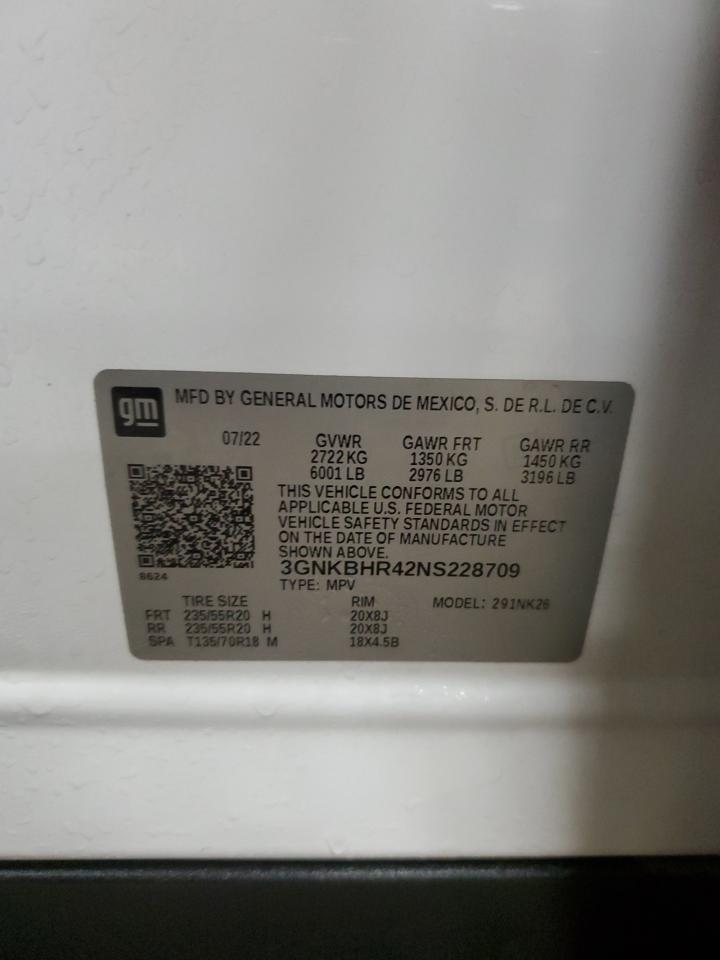 gm
MFD BY GENERAL MOTORS DE MEXICO, S. DE R.L. DE C.V.
07/22 GVWR GAWR FRT GAWR RR
2722 KG 1350 KG 1450 KG
6001 LB 2976 LB 3196 LB
THIS VEHICLE CONFORMS TO ALL
APPLICABLE U.S. FEDERAL MOTOR
VEHICLE SAFETY STANDARDS IN EFFECT
ON THE DATE OF MANUFACTURE
SHOWN ABOVE.
8624
3GNKBHR42NS228709
TYPE: MPV
TIRE SIZE RIM MODEL: 291NK26
FRT 235/55R20 H 20X8J
RR 235/55R20 H 20X8J
SPA T135/70R18 M 18X4.5B